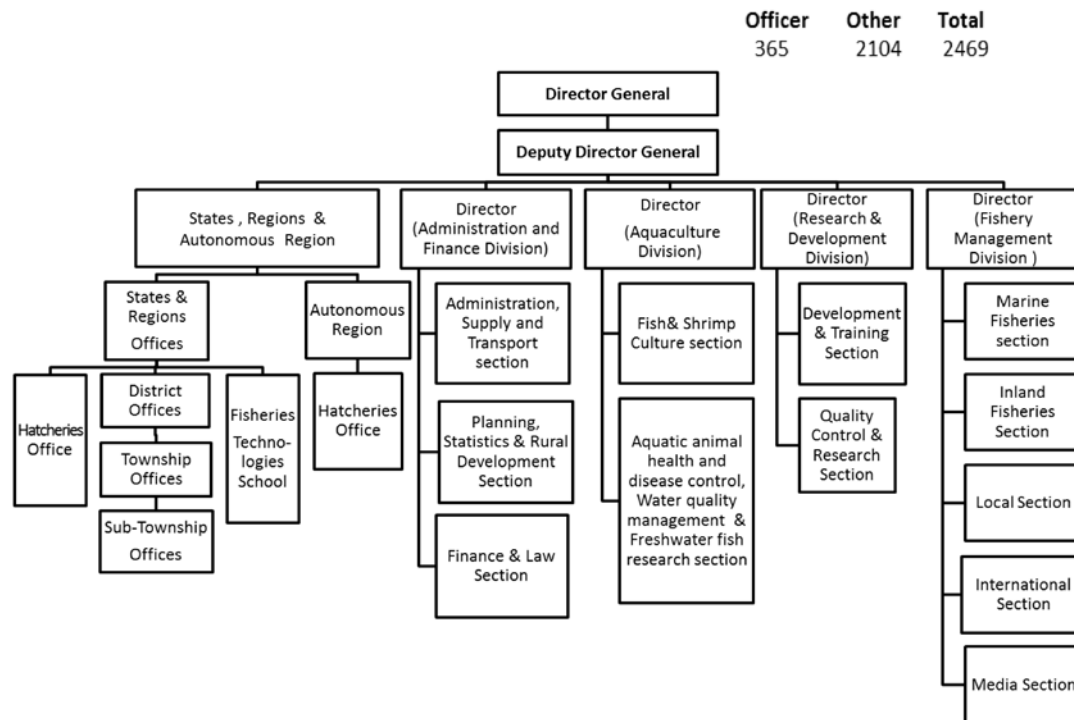 Officer Other Total
365 2104 2469
Director General
Deputy Director General
States , Regions &
Autonomous Region
Director
(Administration and
Finance Division)
Director
(Aquaculture
Division)
Director
(Research &
Development
Division)
Director
(Fishery
Management
Division )
States &
Regions
Offices
Autonomous
Region
Hatcheries
Office
District
Offices
Township
Offices
Sub-Township
Offices
Fisheries
Techno-
logies
School
Hatcheries
Office
Administration,
Supply and
Transport
section
Planning,
Statistics & Rural
Development
Section
Finance & Law
Section
Fish& Shrimp
Culture section
Aquatic animal
health and
disease control,
Water quality
management &
Freshwater fish
research section
Development
& Training
Section
Quality
Control &
Research
Section
Marine
Fisheries
section
Inland
Fisheries
Section
Local Section
International
Section
Media Section